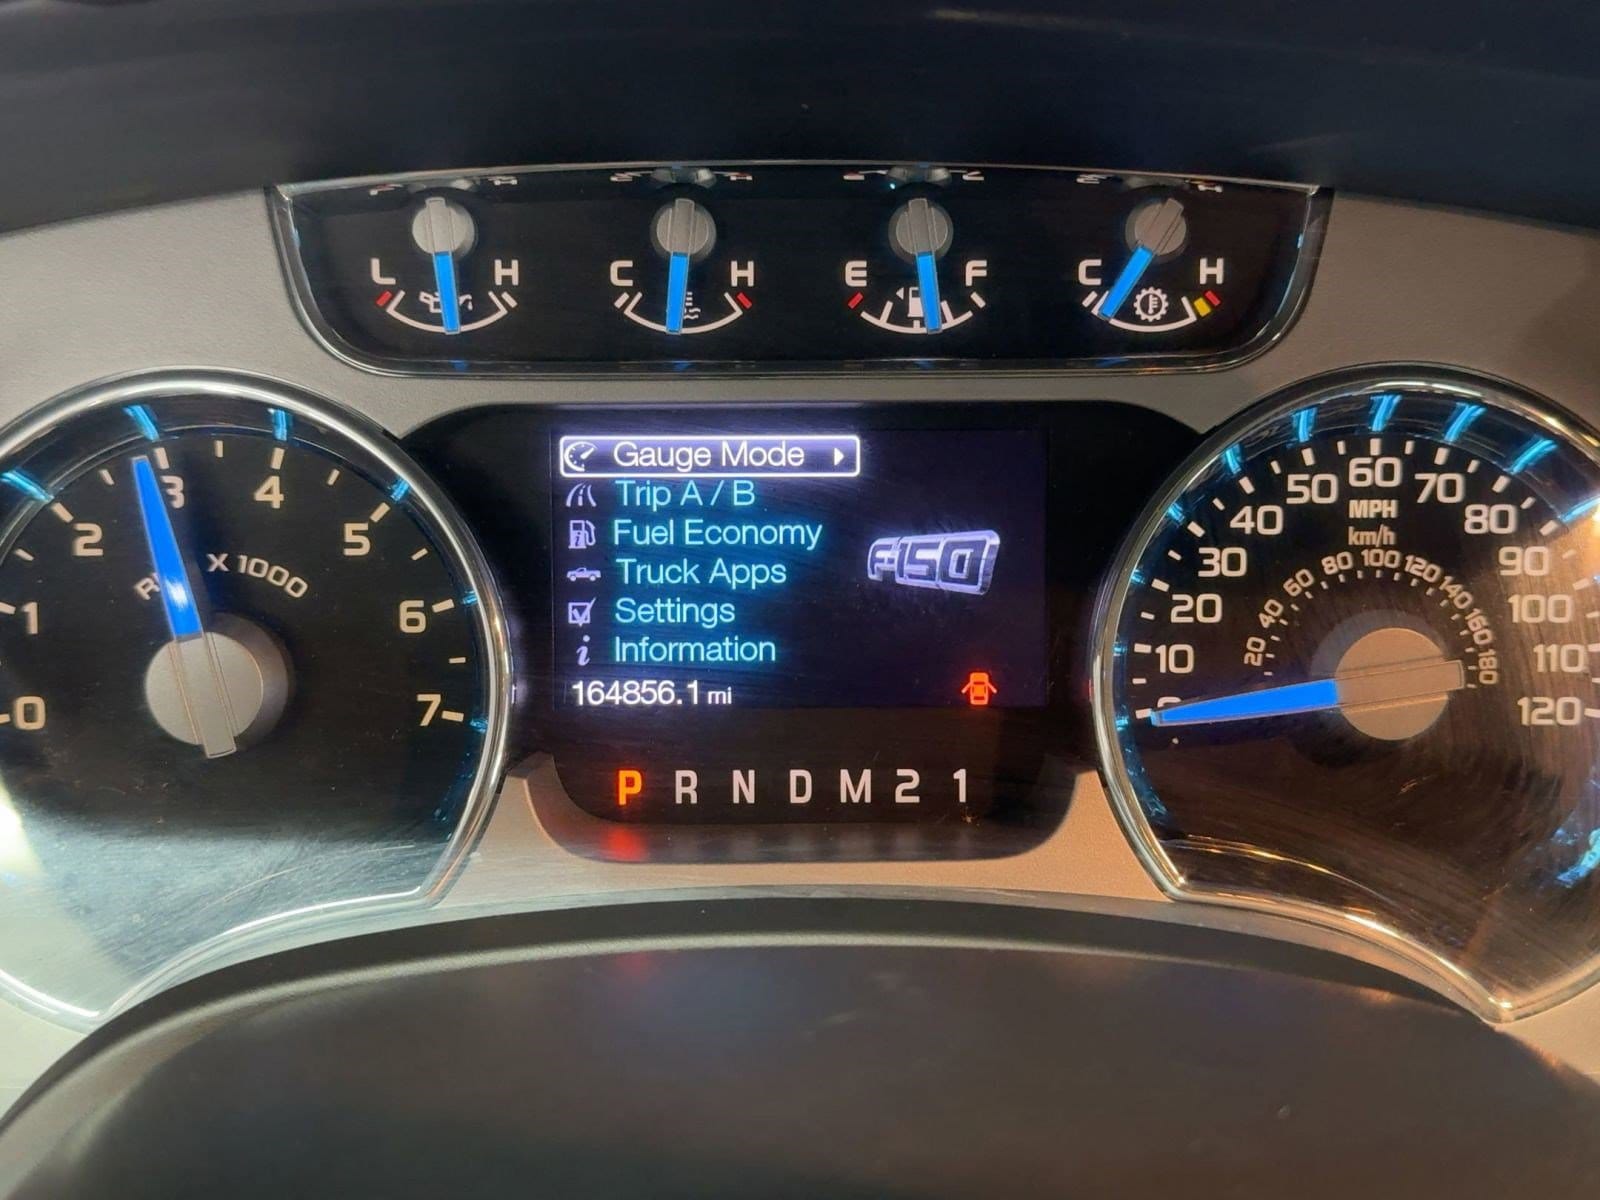 L H C H E F C H
Gauge Mode
Trip A / B
Fuel Economy
Truck Apps
Settings
Information
164856.1 mi
F150
P R N D M 2 1
0 1 2 3 4 5 6 7
X 1000
10 20 30 40 50 60 70 80 90 100 110 120
MPH
km/h
20 40 60 80 100 120 140 160 180